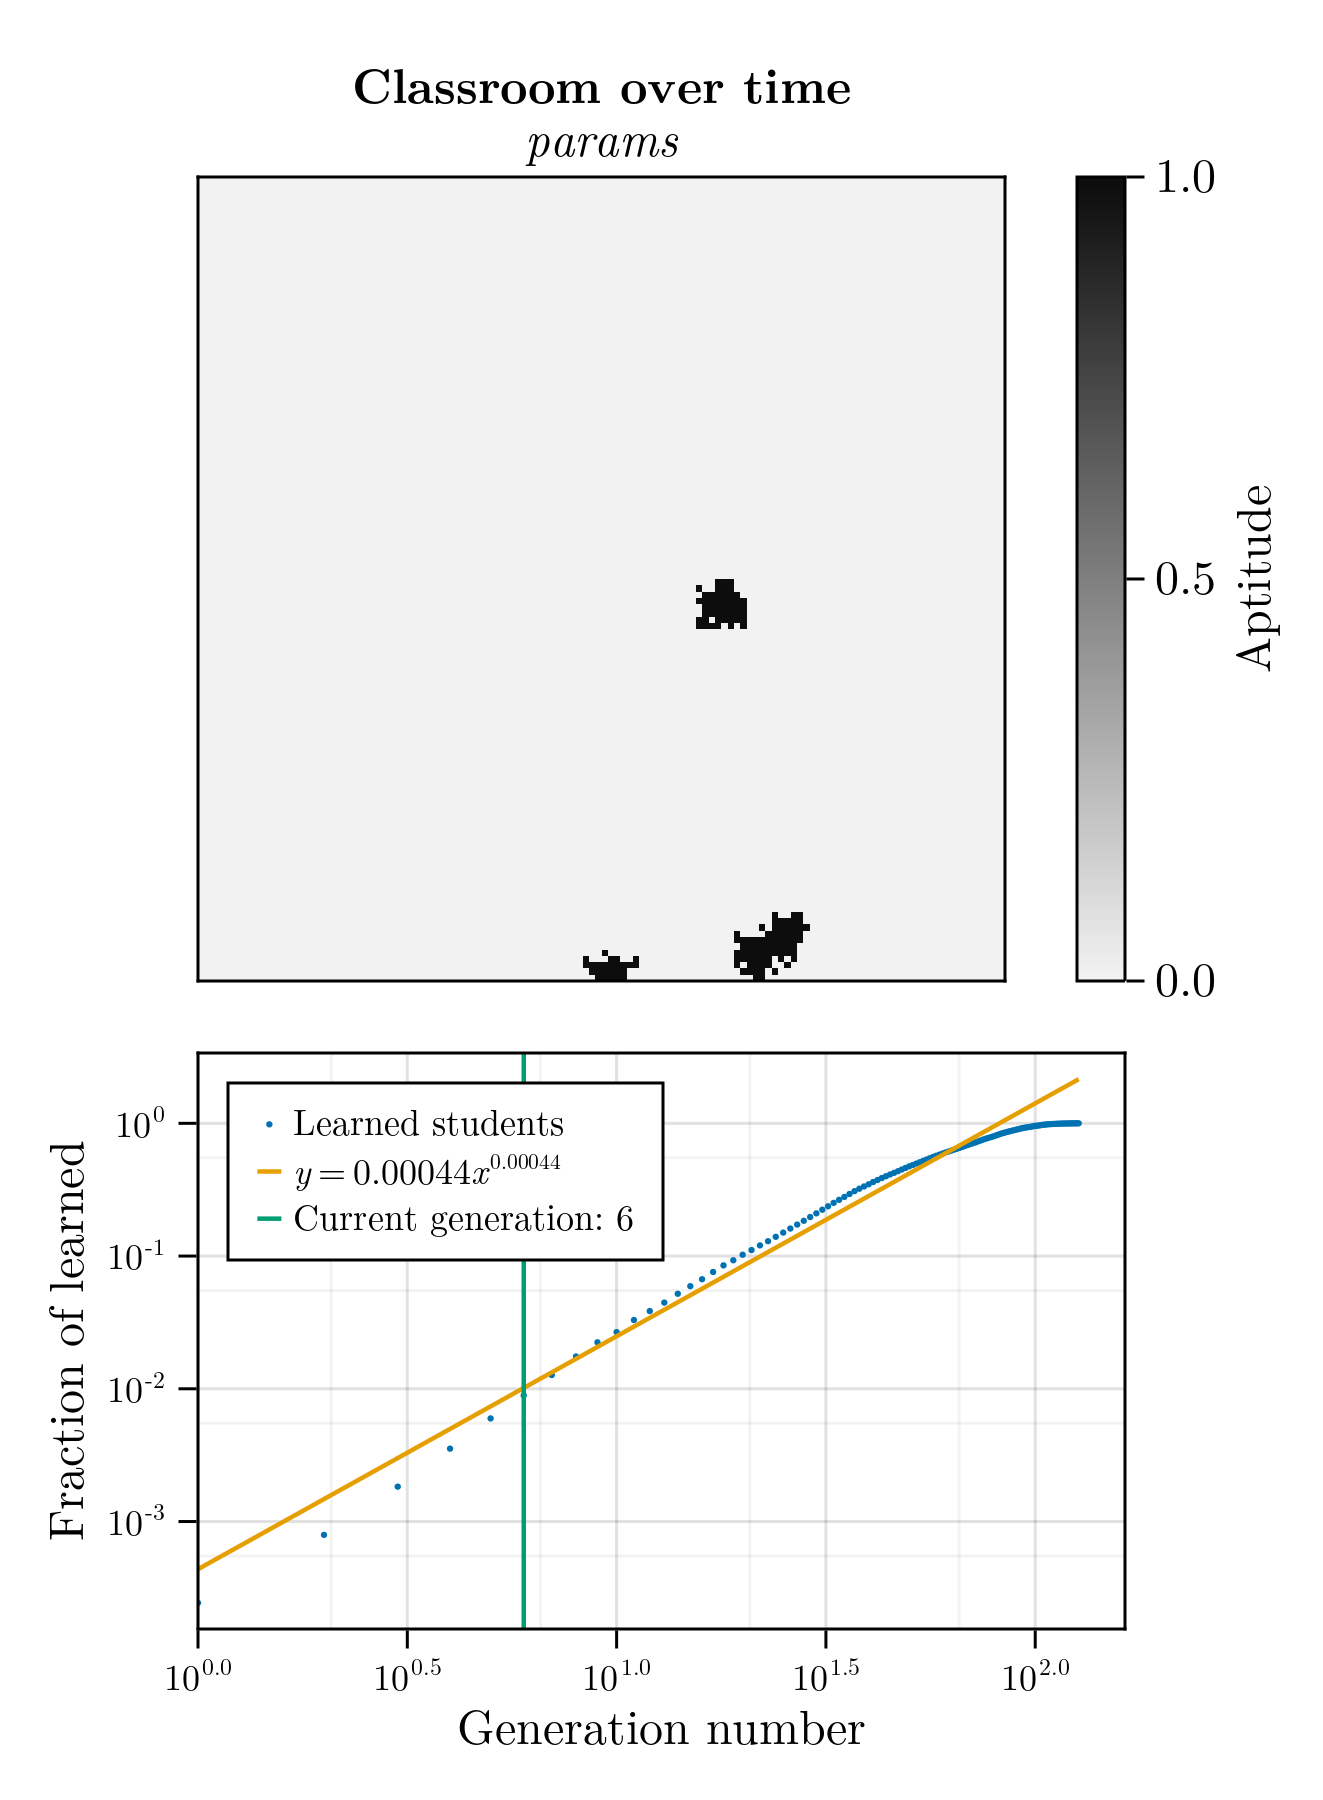 Classroom over time
params
1.0
0.5
0.0
Aptitude
Learned students
y = 0.00044x^0.00044
Current generation: 6
10^0
10^-1
10^-2
10^-3
Fraction of learned
10^0.0 10^0.5 10^1.0 10^1.5 10^2.0
Generation number